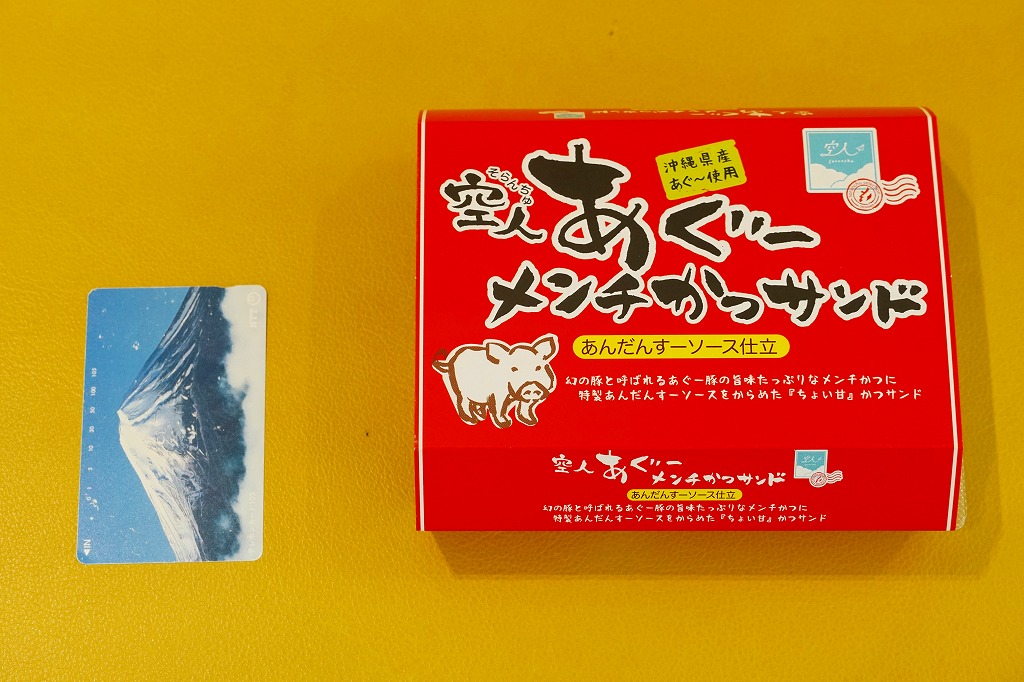 沖縄県産
あぐ～使用
空人
そらんちゅ
空人
あぐー
メンチかつサンド
あんだんすーソース仕立
幻の豚と呼ばれるあぐー豚の旨味たっぷりなメンチかつに
特製あんだんすーソースをからめた『ちょい甘』かつサンド
空人 あぐー
メンチかつサンド
あんだんすーソース仕立
幻の豚と呼ばれるあぐー豚の旨味たっぷりなメンチかつに
特製あんだんすーソースをからめた『ちょい甘』かつサンド
◀IN